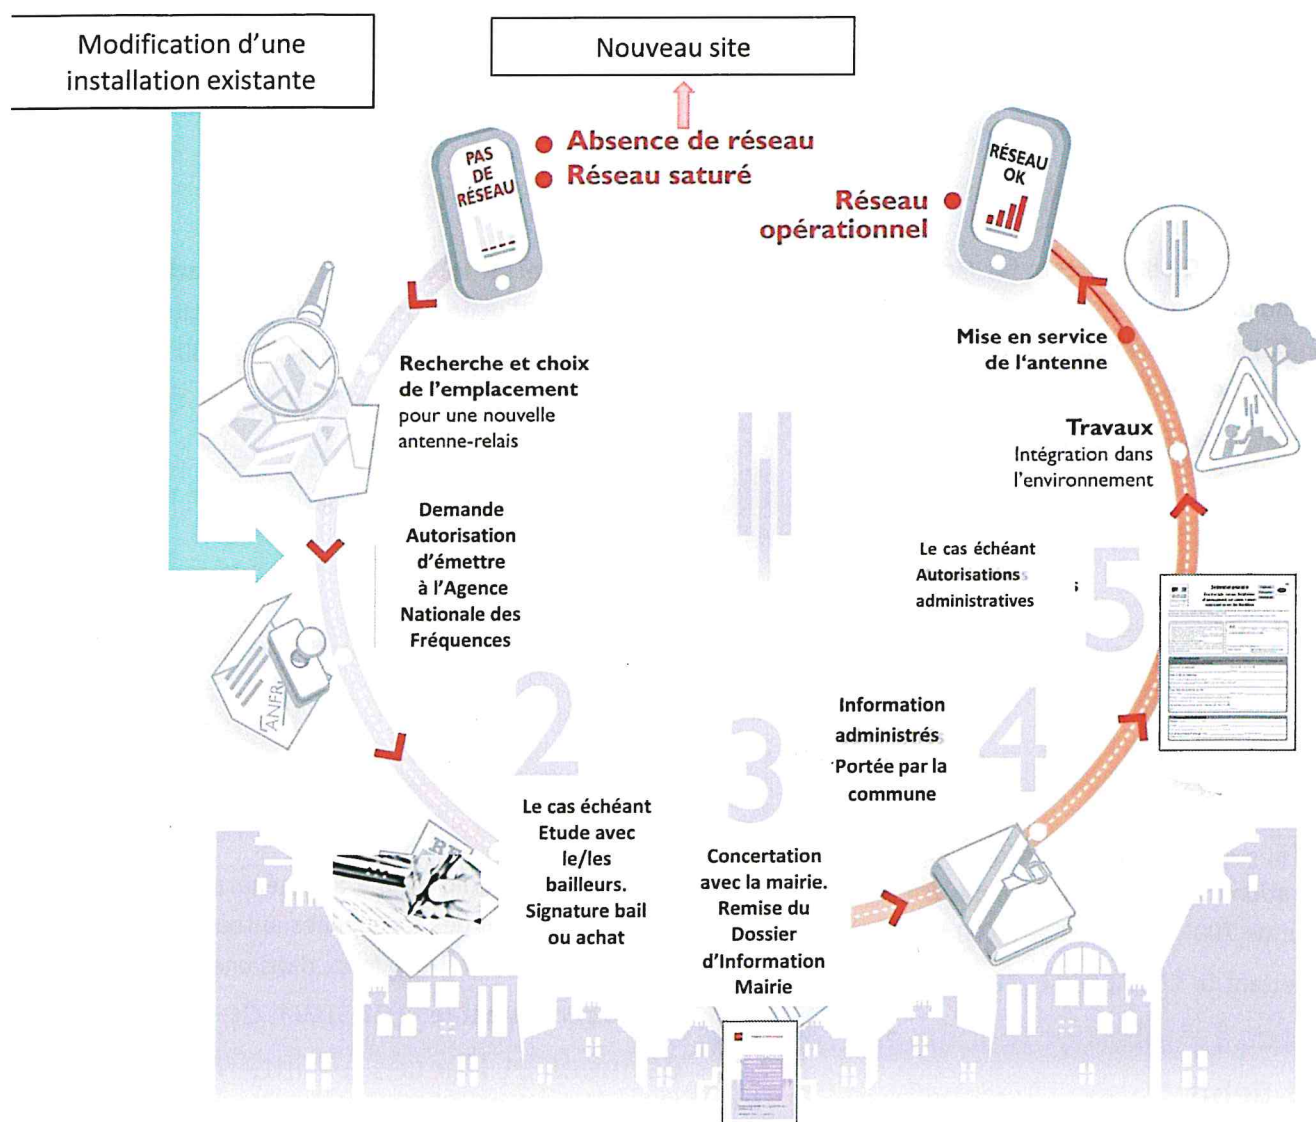 Modification d'une
installation existante
Nouveau site
PAS
DE
RÉSEAU
Absence de réseau
Réseau saturé
RÉSEAU
OK
Réseau
opérationnel
Recherche et choix
de l'emplacement
pour une nouvelle
antenne-relais
Demande
Autorisation
d'émettre
à l'Agence
Nationale des
Fréquences
ANFR
2
Le cas échéant
Etude avec
le/les
bailleurs.
Signature bail
ou achat
3
Concertation
avec la mairie.
Remise du
Dossier
d'Information
Mairie
4
Information
administrés
Portée par la
commune
5
Le cas échéant
Autorisations
administratives
Travaux
Intégration dans
l'environnement
Mise en service
de l'antenne